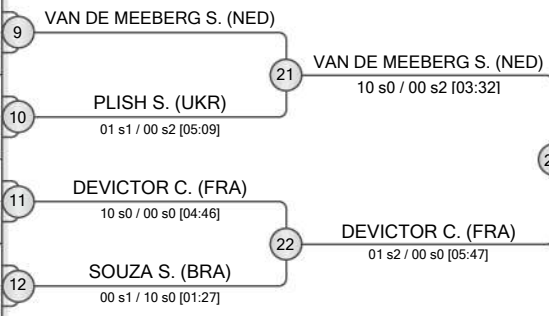 VAN DE MEEBERG S. (NED)
9
21
VAN DE MEEBERG S. (NED)
10 s0 / 00 s2 [03:32]
PLISH S. (UKR)
10
01 s1 / 00 s2 [05:09]
DEVICTOR C. (FRA)
11
10 s0 / 00 s0 [04:46]
22
DEVICTOR C. (FRA)
01 s2 / 00 s0 [05:47]
SOUZA S. (BRA)
12
00 s1 / 10 s0 [01:27]